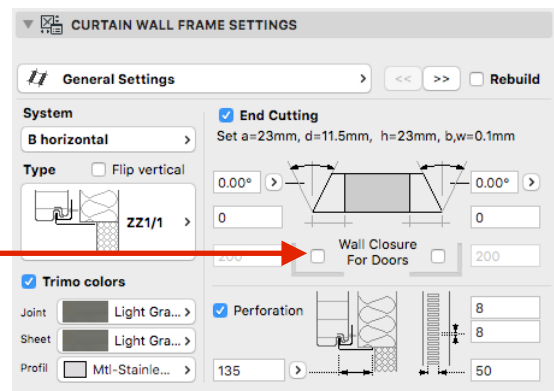 CURTAIN WALL FRAME SETTINGS
General Settings > << >> Rebuild
System
B horizontal >
Type Flip vertical
ZZ1/1 >
Trimo colors
Joint Light Gra... >
Sheet Light Gra... >
Profil Mtl-Stainle... >
End Cutting
Set a=23mm, d=11.5mm, h=23mm, b,w=0.1mm
0.00° > 0.00° >
0 0
200 Wall Closure 200
For Doors
Perforation 8
8
135 > 50